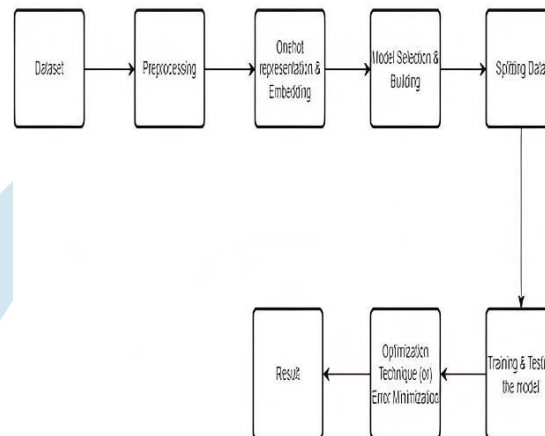 Dataset
Preprocessing
Onehot
representation &
Embedding
Model Selection &
Building
Splitting Data
Training & Testin
the model
Optimization
Technique (or)
Error Minimization
Result